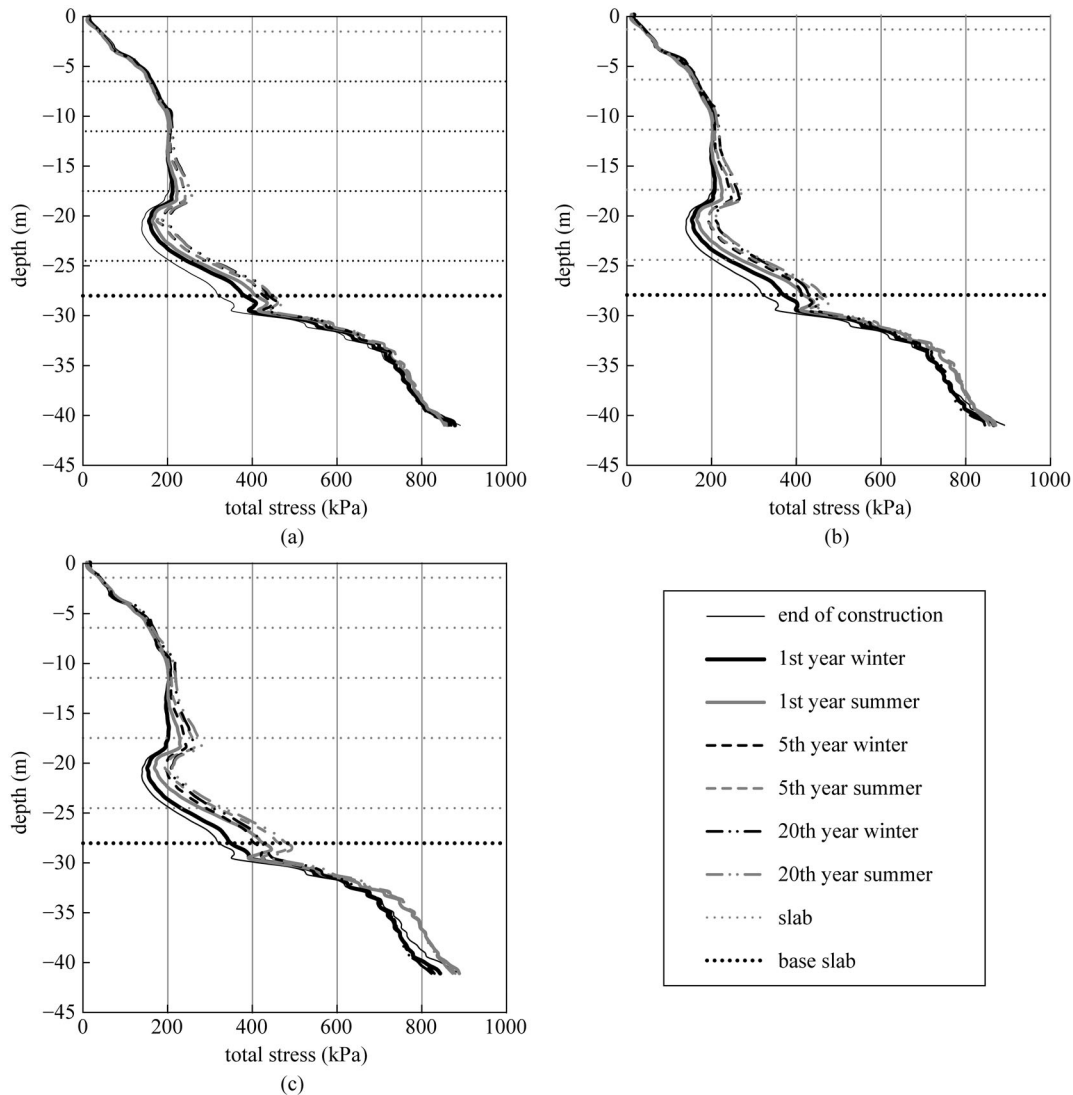 0
−5
−10
−15
−20
−25
−30
−35
−40
−45
depth (m)
0 200 400 600 800 1000
total stress (kPa)
(a)
0
−5
−10
−15
−20
−25
−30
−35
−40
−45
depth (m)
0 200 400 600 800 1000
total stress (kPa)
(b)
0
−5
−10
−15
−20
−25
−30
−35
−40
−45
depth (m)
0 200 400 600 800 1000
total stress (kPa)
(c)
end of construction
1st year winter
1st year summer
5th year winter
5th year summer
20th year winter
20th year summer
slab
base slab